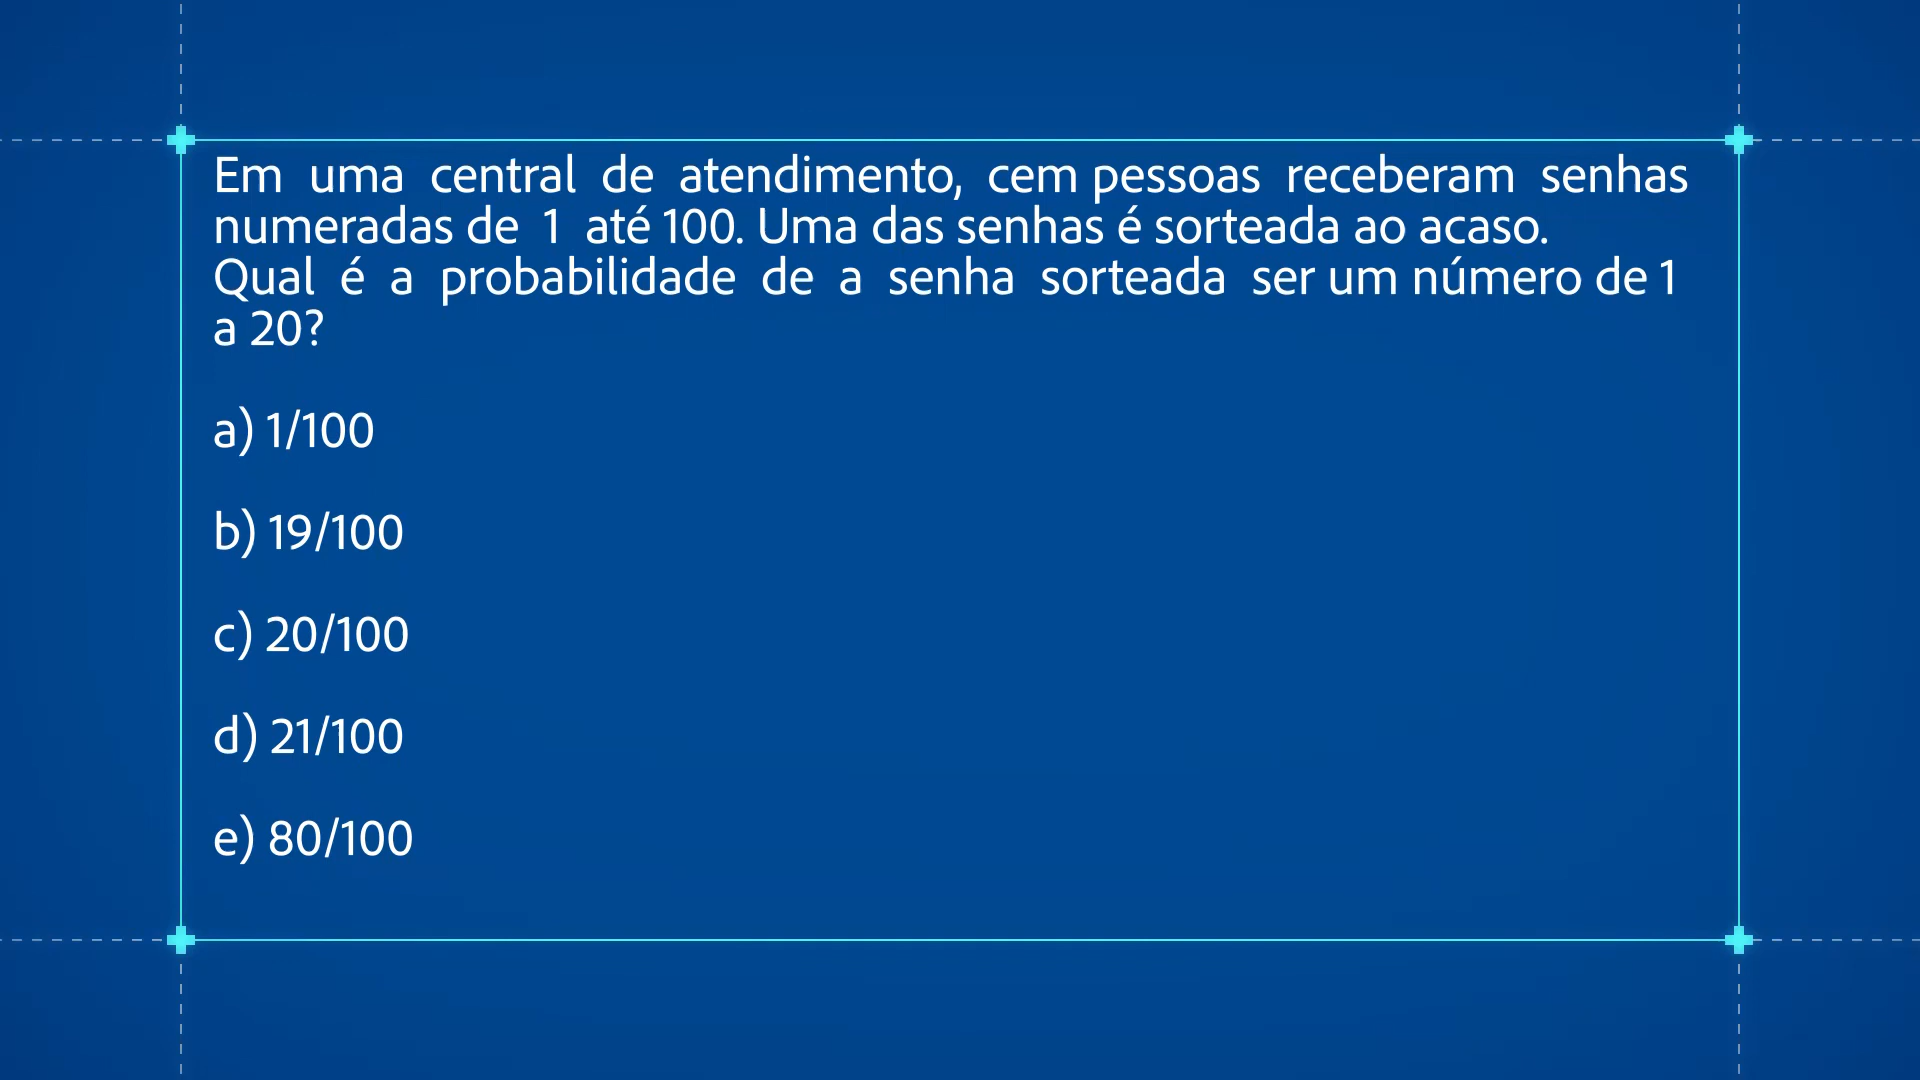 Em uma central de atendimento, cem pessoas receberam senhas
numeradas de 1 até 100. Uma das senhas é sorteada ao acaso.
Qual é a probabilidade de a senha sorteada ser um número de 1
a 20?
a) 1/100
b) 19/100
c) 20/100
d) 21/100
e) 80/100